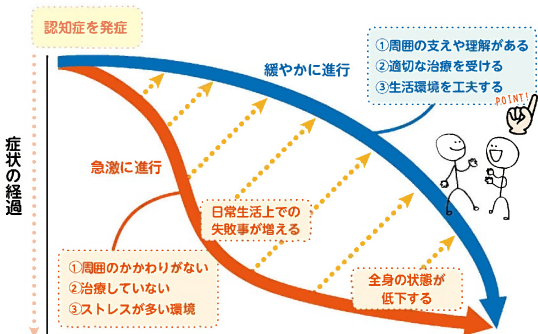 認知症を発症
症状の経過
緩やかに進行
①周囲の支えや理解がある
②適切な治療を受ける
③生活環境を工夫する
POINT!
急激に進行
日常生活上での
失敗事が増える
①周囲のかかわりがない
②治療していない
③ストレスが多い環境
全身の状態が
低下する